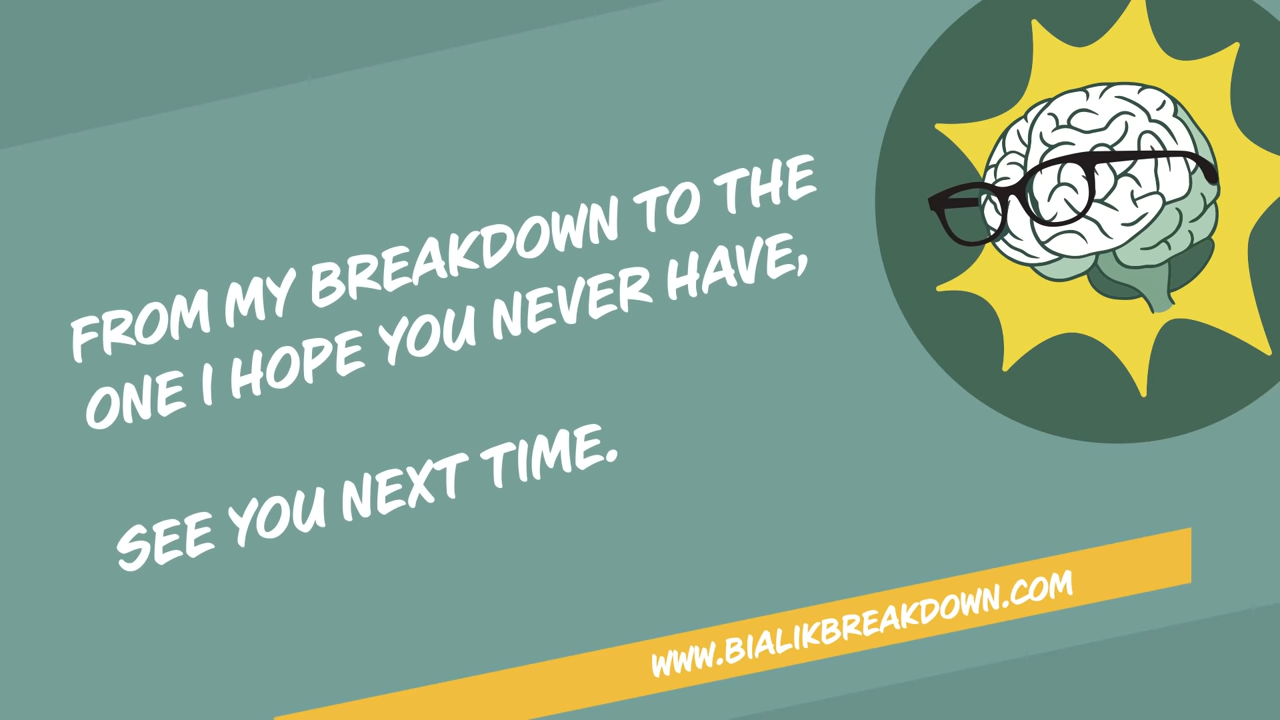 FROM MY BREAKDOWN TO THE
ONE I HOPE YOU NEVER HAVE,
SEE YOU NEXT TIME.
WWW.BIALIKBREAKDOWN.COM